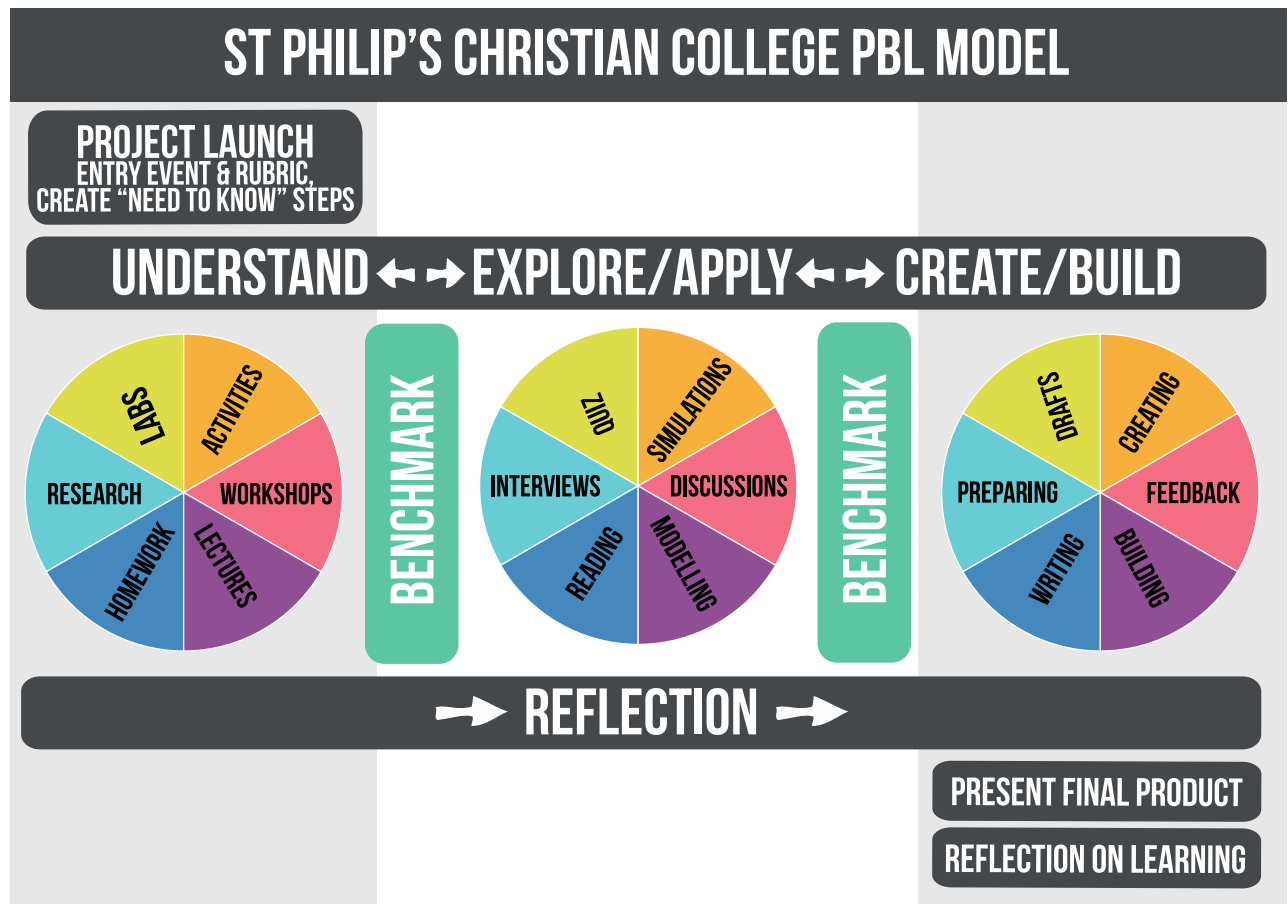 ST PHILIP'S CHRISTIAN COLLEGE PBL MODEL
PROJECT LAUNCH
ENTRY EVENT & RUBRIC,
CREATE “NEED TO KNOW” STEPS
UNDERSTAND EXPLORE/APPLY CREATE/BUILD
LABS
ACTIVITIES
RESEARCH
WORKSHOPS
HOMEWORK
LECTURES
BENCHMARK
QUIZ
SIMULATIONS
INTERVIEWS
DISCUSSIONS
READING
MODELLING
BENCHMARK
DRAFTS
CREATING
PREPARING
FEEDBACK
WRITING
BUILDING
REFLECTION
PRESENT FINAL PRODUCT
REFLECTION ON LEARNING